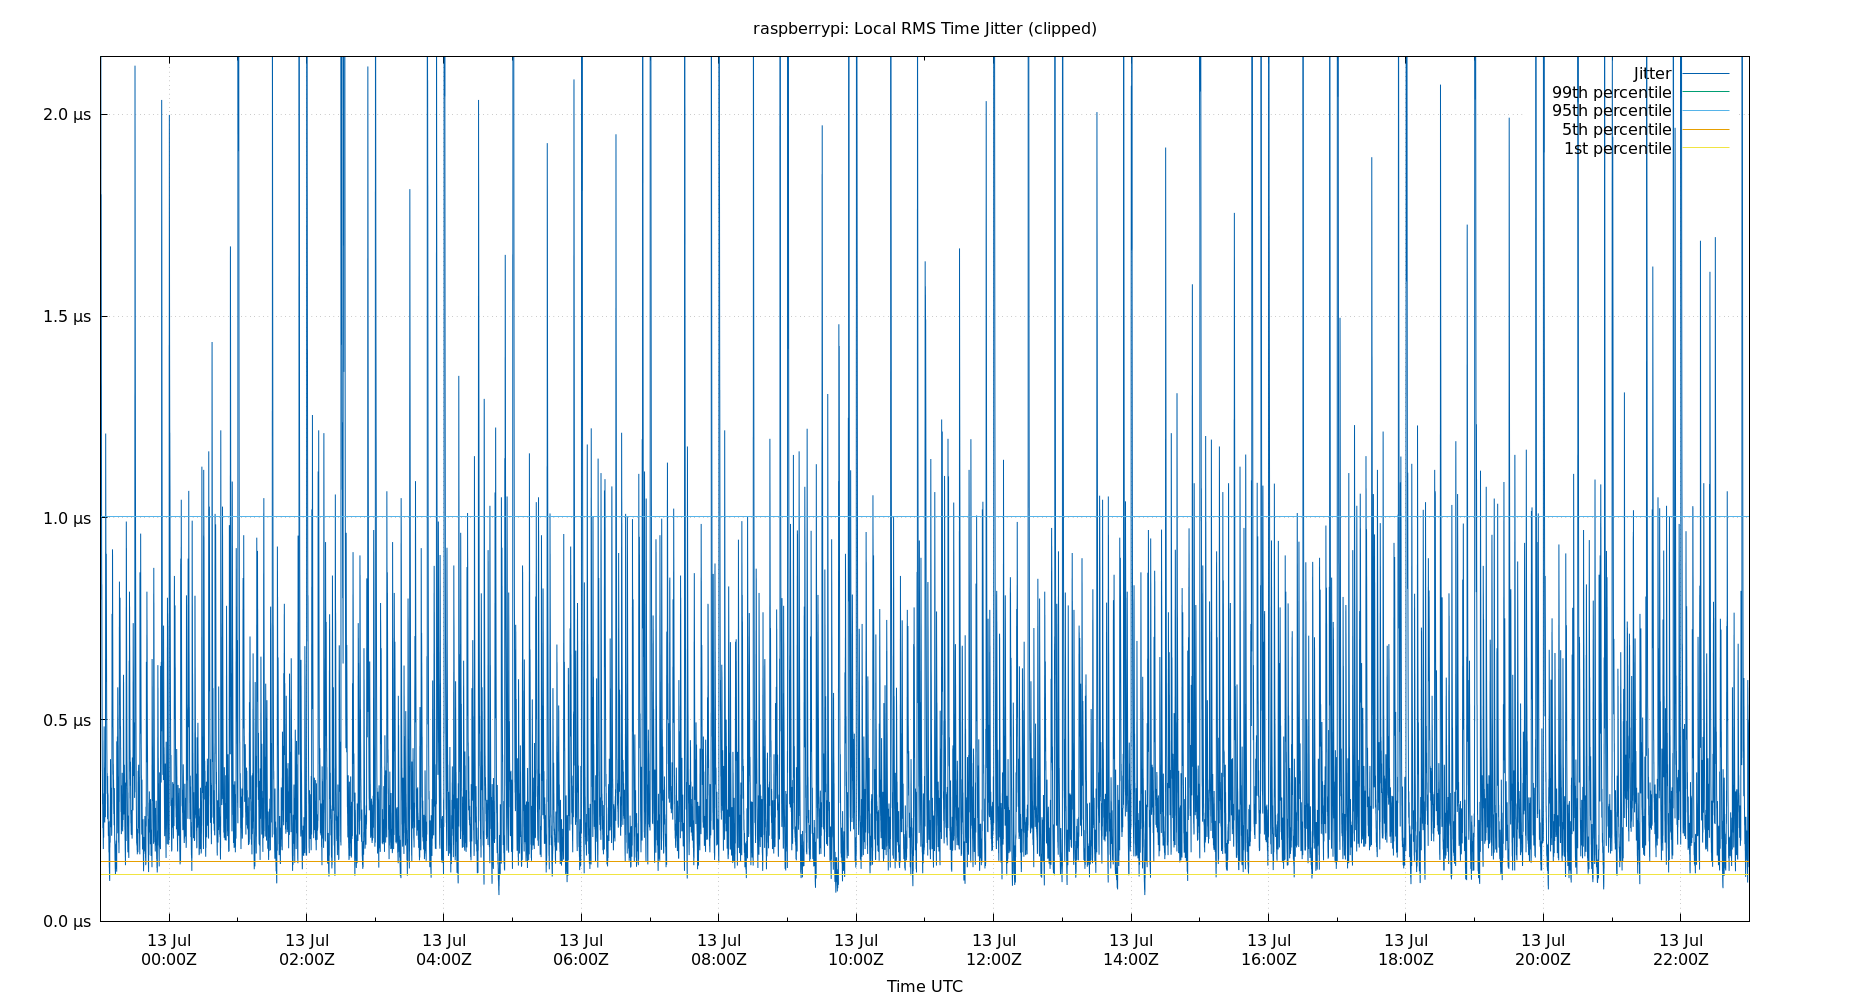 raspberrypi: Local RMS Time Jitter (clipped)
Jitter
99th percentile
95th percentile
5th percentile
1st percentile
2.0 µs
1.5 µs
1.0 µs
0.5 µs
0.0 µs
13 Jul 13 Jul 13 Jul 13 Jul 13 Jul 13 Jul 13 Jul 13 Jul 13 Jul 13 Jul 13 Jul 13 Jul
00:00Z 02:00Z 04:00Z 06:00Z 08:00Z 10:00Z 12:00Z 14:00Z 16:00Z 18:00Z 20:00Z 22:00Z
Time UTC